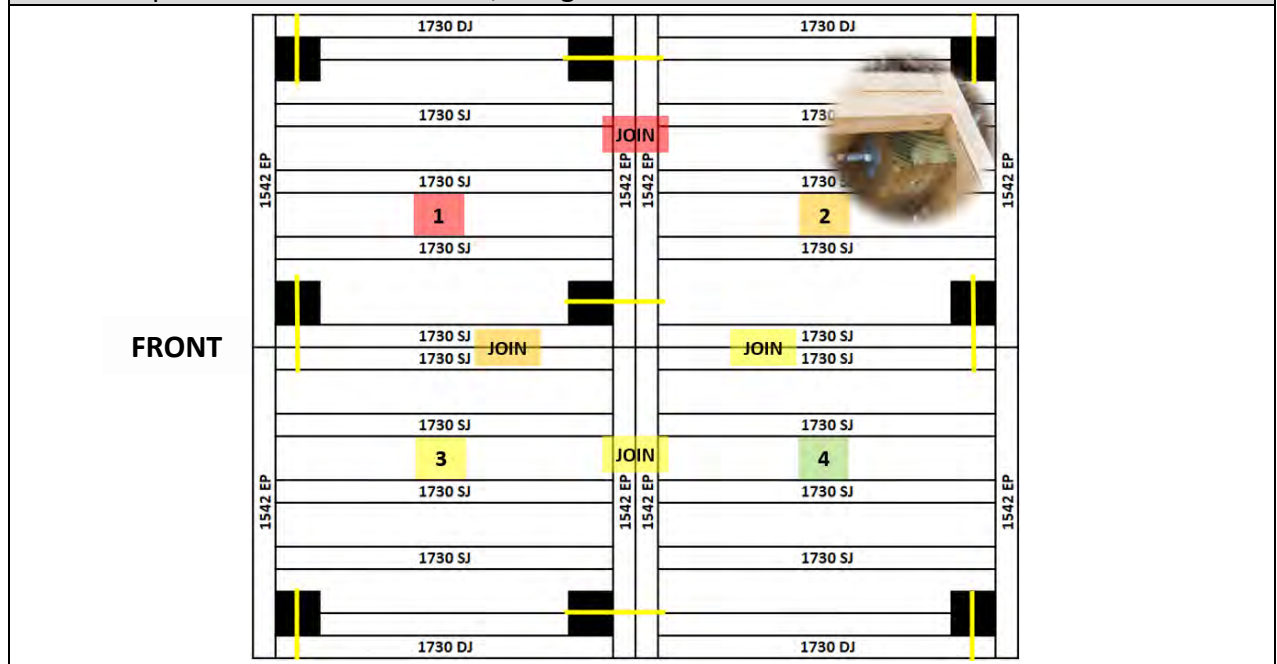 1730 DJ 1730 DJ
1730 SJ
JOIN
1542 EP 1542 EP 1542 EP 1542 EP
1730 SJ 1730
1 2
1730 SJ 1730 SJ
FRONT
1730 SJ JOIN JOIN 1730 SJ
1730 SJ 1730 SJ
1730 SJ 1730 SJ
3 JOIN 4
1542 EP 1542 EP 1542 EP 1542 EP
1730 SJ 1730 SJ
1730 SJ 1730 SJ
1730 DJ 1730 DJ